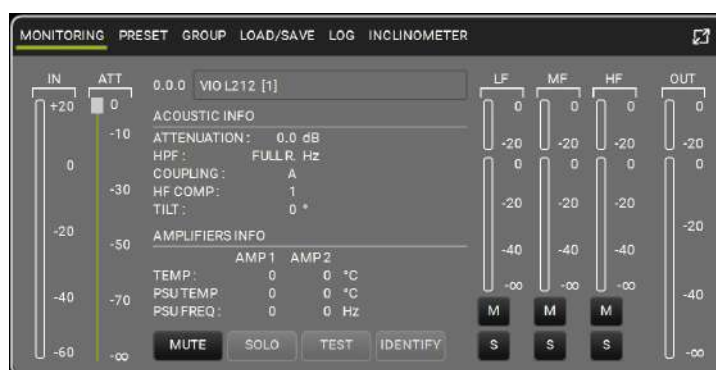 MONITORING PRESET GROUP LOAD/SAVE LOG INCLINOMETER
IN ATT LF MF HF OUT
0.0.0 VIO L212 [1]
+20 0 0 0 0 0
ACOUSTIC INFO
-10
ATTENUATION: 0.0 dB
-20 -20 -20 -20
HPF: FULL R. Hz
0 0 0 0 0
COUPLING: A
-30
HF COMP: 1
TILT: 0 °
-20 -20 -20
-20 -20
AMPLIFIERS INFO
-50
AMP 1 AMP 2
-40 -40 -40
TEMP: 0 0 °C
PSU TEMP 0 0 °C
-∞ -∞ -∞
-40 -70 -40
PSU FREQ: 0 0 Hz
M M M
MUTE SOLO TEST IDENTIFY
S S S
-60 -∞ -∞